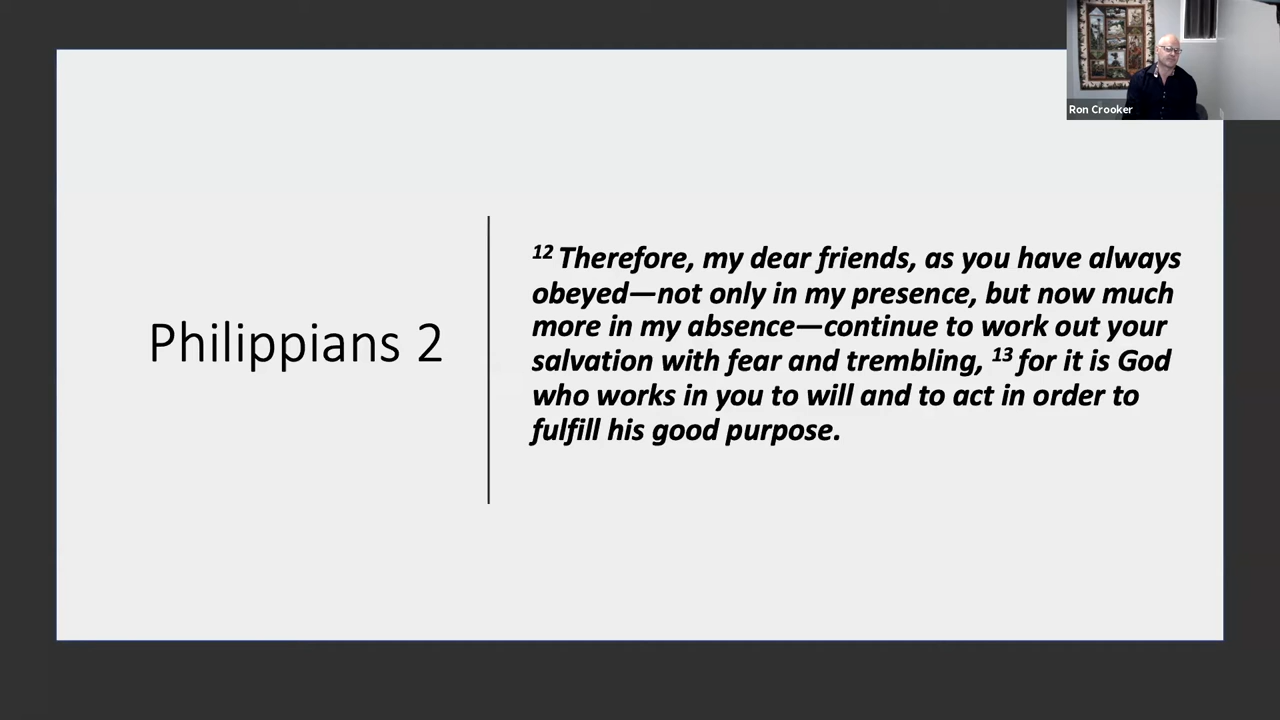 Ron Crooker
Philippians 2
12 Therefore, my dear friends, as you have always
obeyed—not only in my presence, but now much
more in my absence—continue to work out your
salvation with fear and trembling, 13 for it is God
who works in you to will and to act in order to
fulfill his good purpose.